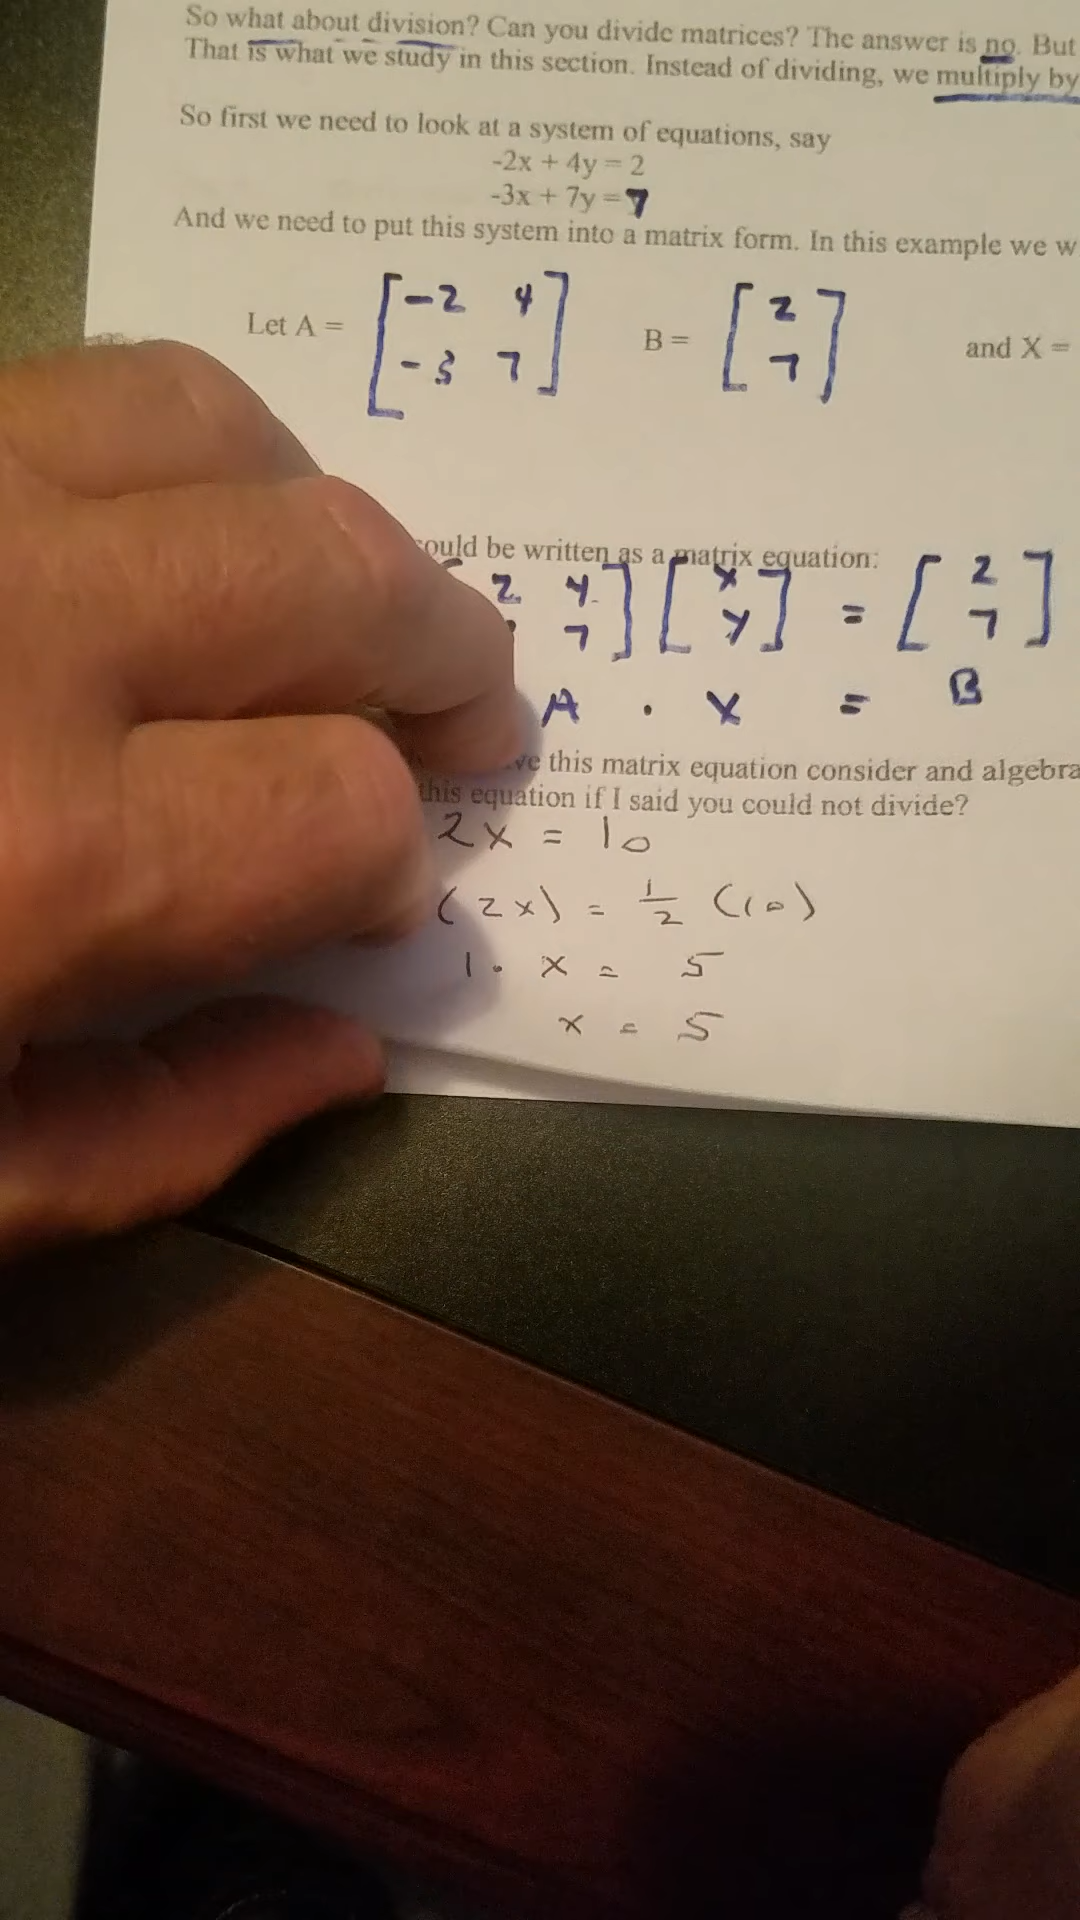 So what about division? Can you divide matrices? The answer is no. But
That is what we study in this section. Instead of dividing, we multiply by
So first we need to look at a system of equations, say
-2x + 4y = 2
-3x + 7y = 7
And we need to put this system into a matrix form. In this example we w
Let A = [-2 4 B = [2 and X =
-3 7] 7]
ould be written as a matrix equation:
2 4 [x = [2
7] y] 7]
A . X = B
ve this matrix equation consider and algebra
this equation if I said you could not divide?
2x = 10
(2x) = 1/2 (10)
1. x = 5
x = 5